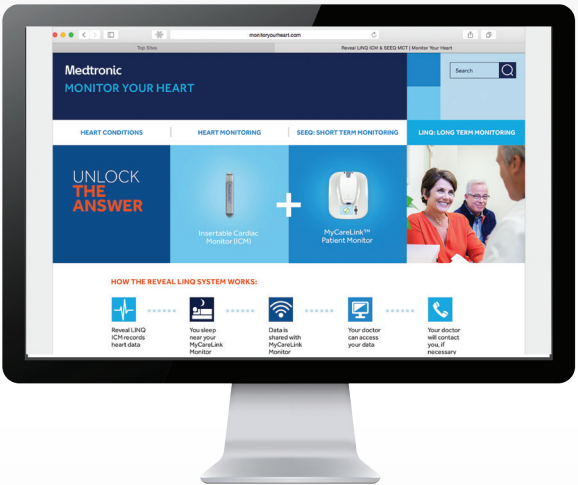 monitoryourheart.com
Top Sites
Reveal LINQ ICM & SEEQ MCT | Monitor Your Heart
Medtronic
MONITOR YOUR HEART
Search
HEART CONDITIONS
HEART MONITORING
SEEQ: SHORT TERM MONITORING
LINQ: LONG TERM MONITORING
UNLOCK
THE
ANSWER
Insertable Cardiac
Monitor (ICM)
+
MyCareLink™
Patient Monitor
HOW THE REVEAL LINQ SYSTEM WORKS:
Reveal LINQ
ICM records
heart data
You sleep
near your
MyCareLink
Monitor
Data is
shared with
MyCareLink
Monitor
Your doctor
can access
your data
Your doctor
will contact
you, if
necessary